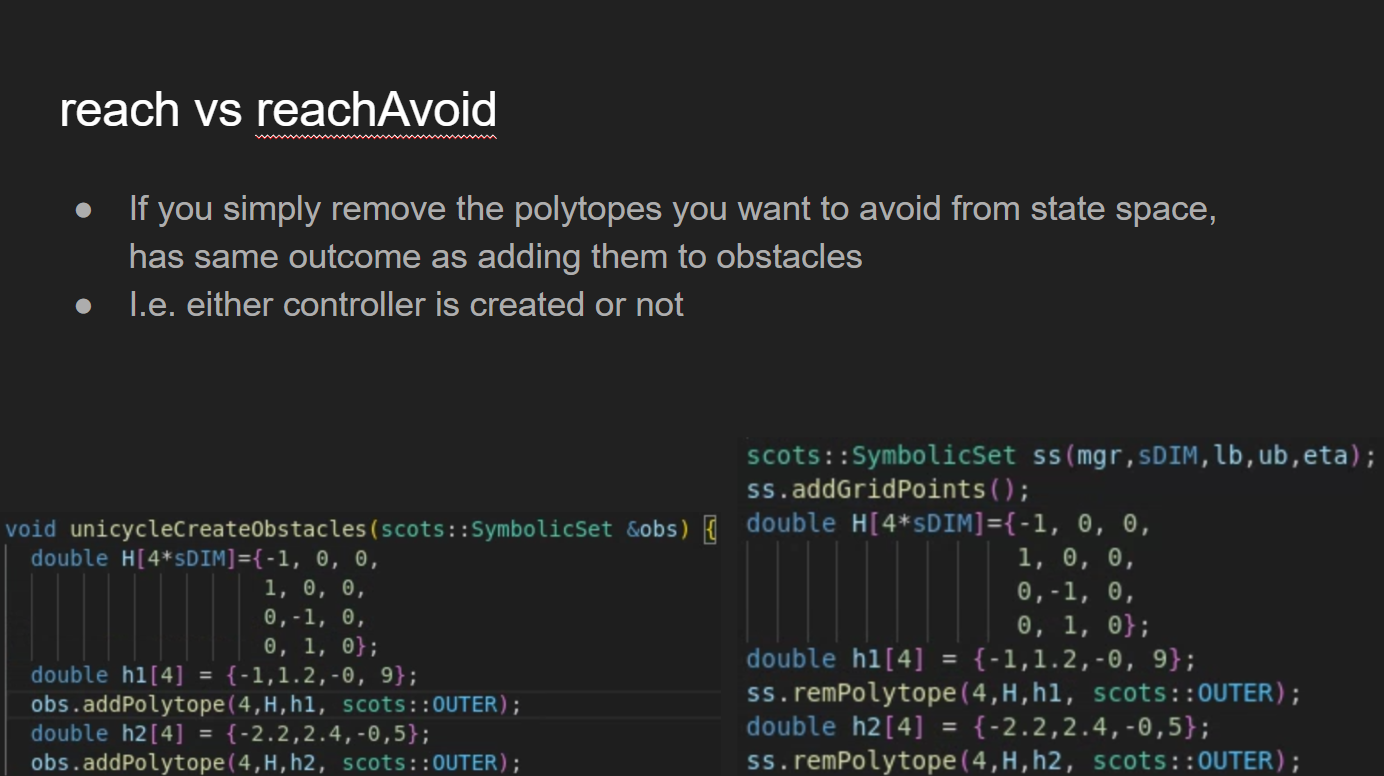 reach vs reachAvoid
● If you simply remove the polytopes you want to avoid from state space,
has same outcome as adding them to obstacles
● I.e. either controller is created or not
void unicycleCreateObstacles(scots::SymbolicSet &obs) {
double H[4*sDIM]={-1, 0, 0,
1, 0, 0,
0,-1, 0,
0, 1, 0};
double h1[4] = {-1,1.2,-0, 9};
obs.addPolytope(4,H,h1, scots::OUTER);
double h2[4] = {-2.2,2.4,-0,5};
obs.addPolytope(4,H,h2, scots::OUTER);
scots::SymbolicSet ss(mgr,sDIM,lb,ub,eta);
ss.addGridPoints();
double H[4*sDIM]={-1, 0, 0,
1, 0, 0,
0,-1, 0,
0, 1, 0};
double h1[4] = {-1,1.2,-0, 9};
ss.remPolytope(4,H,h1, scots::OUTER);
double h2[4] = {-2.2,2.4,-0,5};
ss.remPolytope(4,H,h2, scots::OUTER);